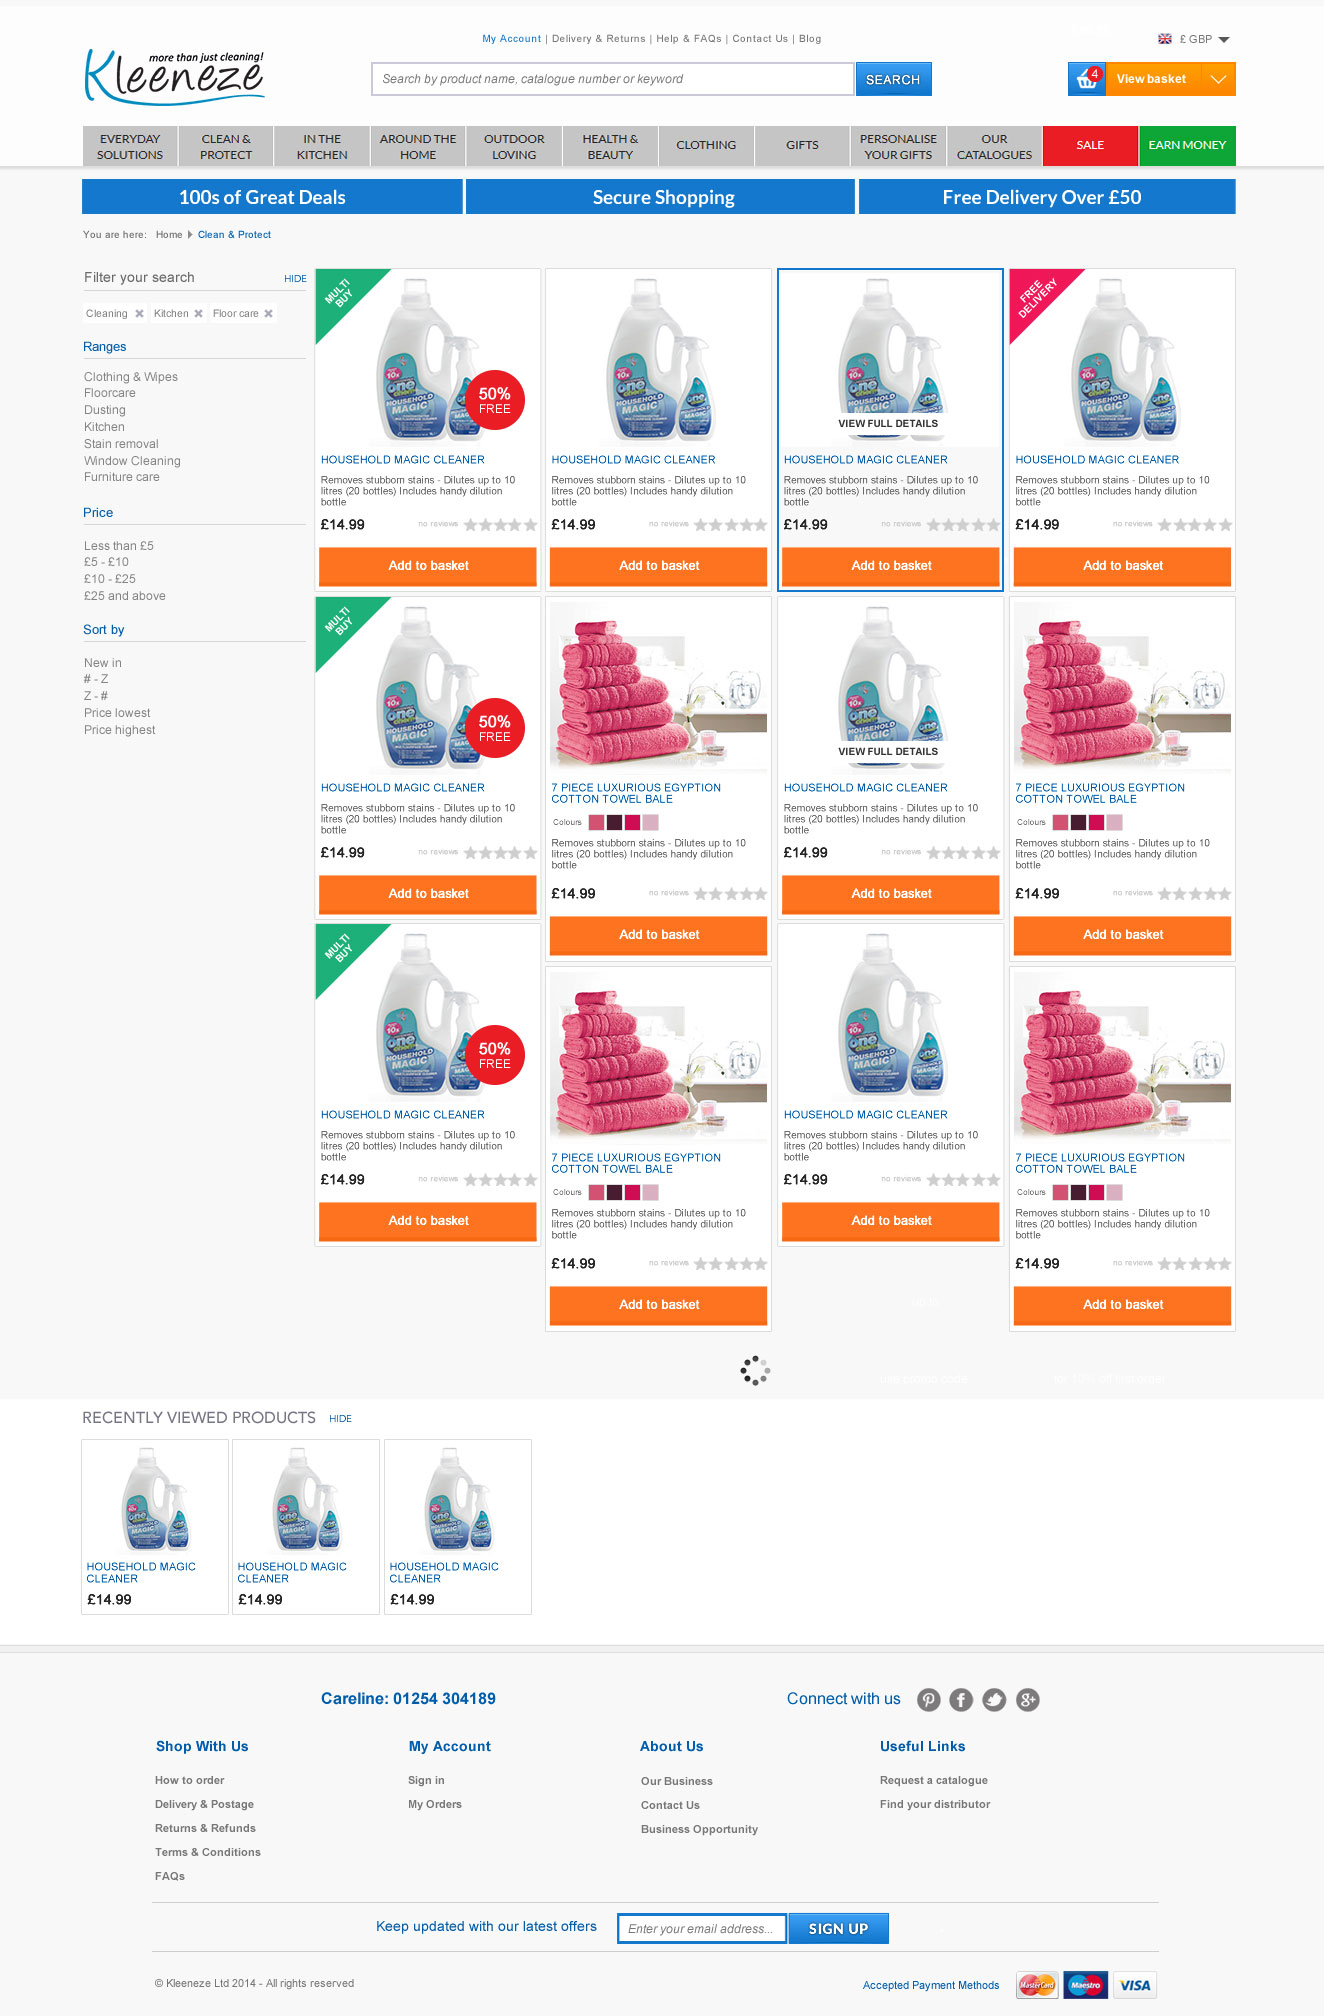 My Account | Delivery & Returns | Help & FAQs | Contact Us | Blog
£ GBP
more than just cleaning!
Kleeneze
Search by product name, catalogue number or keyword
SEARCH
4
View basket
EVERYDAY SOLUTIONS
CLEAN & PROTECT
IN THE KITCHEN
AROUND THE HOME
OUTDOOR LOVING
HEALTH & BEAUTY
CLOTHING
GIFTS
PERSONALISE YOUR GIFTS
OUR CATALOGUES
SALE
EARN MONEY
100s of Great Deals
Secure Shopping
Free Delivery Over £50
You are here: Home Clean & Protect
Filter your search
HIDE
Cleaning
Kitchen
Floor care
Ranges
Clothing & Wipes
Floorcare
Dusting
Kitchen
Stain removal
Window Cleaning
Furniture care
Price
Less than £5
£5 - £10
£10 - £25
£25 and above
Sort by
New in
# - Z
Z - #
Price lowest
Price highest
MULTI BUY
50%
FREE
HOUSEHOLD MAGIC CLEANER
Removes stubborn stains - Dilutes up to 10
litres (20 bottles) Includes handy dilution
bottle
£14.99
no reviews
Add to basket
HOUSEHOLD MAGIC CLEANER
Removes stubborn stains - Dilutes up to 10
litres (20 bottles) Includes handy dilution
bottle
£14.99
no reviews
Add to basket
VIEW FULL DETAILS
HOUSEHOLD MAGIC CLEANER
Removes stubborn stains - Dilutes up to 10
litres (20 bottles) Includes handy dilution
bottle
£14.99
no reviews
Add to basket
FREE DELIVERY
HOUSEHOLD MAGIC CLEANER
Removes stubborn stains - Dilutes up to 10
litres (20 bottles) Includes handy dilution
bottle
£14.99
no reviews
Add to basket
MULTI BUY
50%
FREE
HOUSEHOLD MAGIC CLEANER
Removes stubborn stains - Dilutes up to 10
litres (20 bottles) Includes handy dilution
bottle
£14.99
no reviews
Add to basket
7 PIECE LUXURIOUS EGYPTION
COTTON TOWEL BALE
Colours
Removes stubborn stains - Dilutes up to 10
litres (20 bottles) Includes handy dilution
bottle
£14.99
no reviews
Add to basket
VIEW FULL DETAILS
HOUSEHOLD MAGIC CLEANER
Removes stubborn stains - Dilutes up to 10
litres (20 bottles) Includes handy dilution
bottle
£14.99
no reviews
Add to basket
7 PIECE LUXURIOUS EGYPTION
COTTON TOWEL BALE
Colours
Removes stubborn stains - Dilutes up to 10
litres (20 bottles) Includes handy dilution
bottle
£14.99
no reviews
Add to basket
MULTI BUY
50%
FREE
HOUSEHOLD MAGIC CLEANER
Removes stubborn stains - Dilutes up to 10
litres (20 bottles) Includes handy dilution
bottle
£14.99
no reviews
Add to basket
7 PIECE LUXURIOUS EGYPTION
COTTON TOWEL BALE
Colours
Removes stubborn stains - Dilutes up to 10
litres (20 bottles) Includes handy dilution
bottle
£14.99
no reviews
Add to basket
HOUSEHOLD MAGIC CLEANER
Removes stubborn stains - Dilutes up to 10
litres (20 bottles) Includes handy dilution
bottle
£14.99
no reviews
Add to basket
7 PIECE LUXURIOUS EGYPTION
COTTON TOWEL BALE
Colours
Removes stubborn stains - Dilutes up to 10
litres (20 bottles) Includes handy dilution
bottle
£14.99
no reviews
Add to basket
RECENTLY VIEWED PRODUCTS HIDE
HOUSEHOLD MAGIC
CLEANER
£14.99
HOUSEHOLD MAGIC
CLEANER
£14.99
HOUSEHOLD MAGIC
CLEANER
£14.99
Careline: 01254 304189
Connect with us
Shop With Us
How to order
Delivery & Postage
Returns & Refunds
Terms & Conditions
FAQs
My Account
Sign in
My Orders
About Us
Our Business
Contact Us
Business Opportunity
Useful Links
Request a catalogue
Find your distributor
Keep updated with our latest offers
Enter your email address...
SIGN UP
© Kleeneze Ltd 2014 - All rights reserved
Accepted Payment Methods
MasterCard
Maestro
VISA